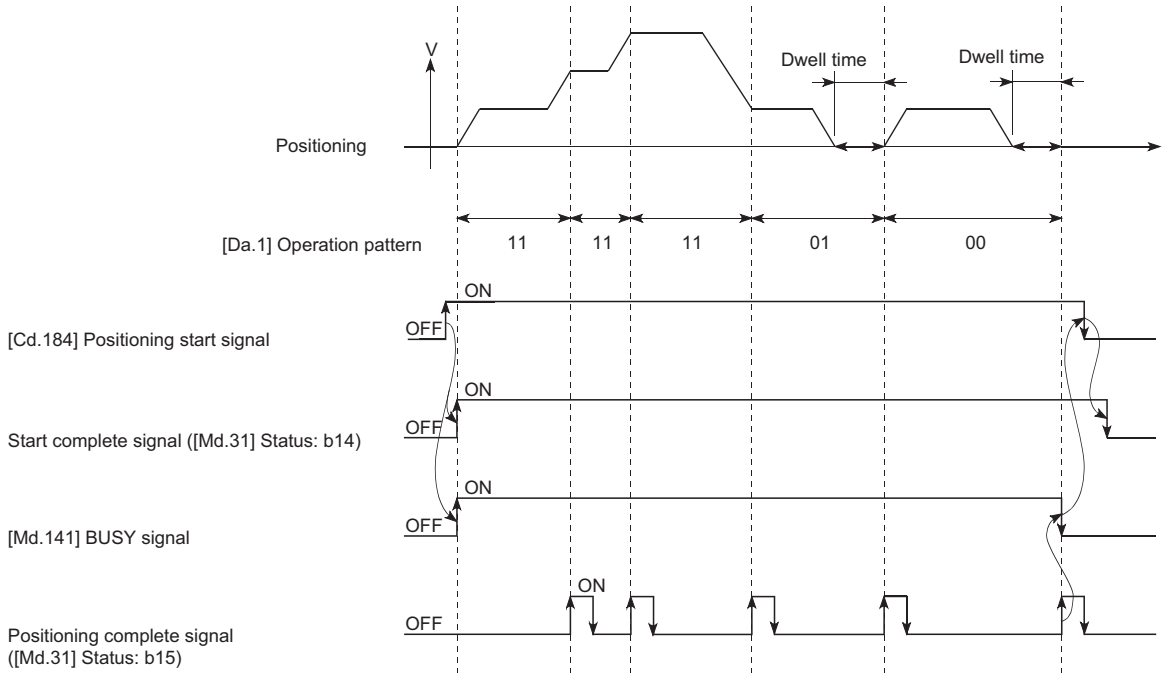 V
Dwell time
Dwell time
Positioning
[Da.1] Operation pattern
11
11
11
01
00
ON
OFF
[Cd.184] Positioning start signal
ON
OFF
Start complete signal ([Md.31] Status: b14)
ON
OFF
[Md.141] BUSY signal
ON
OFF
Positioning complete signal
([Md.31] Status: b15)